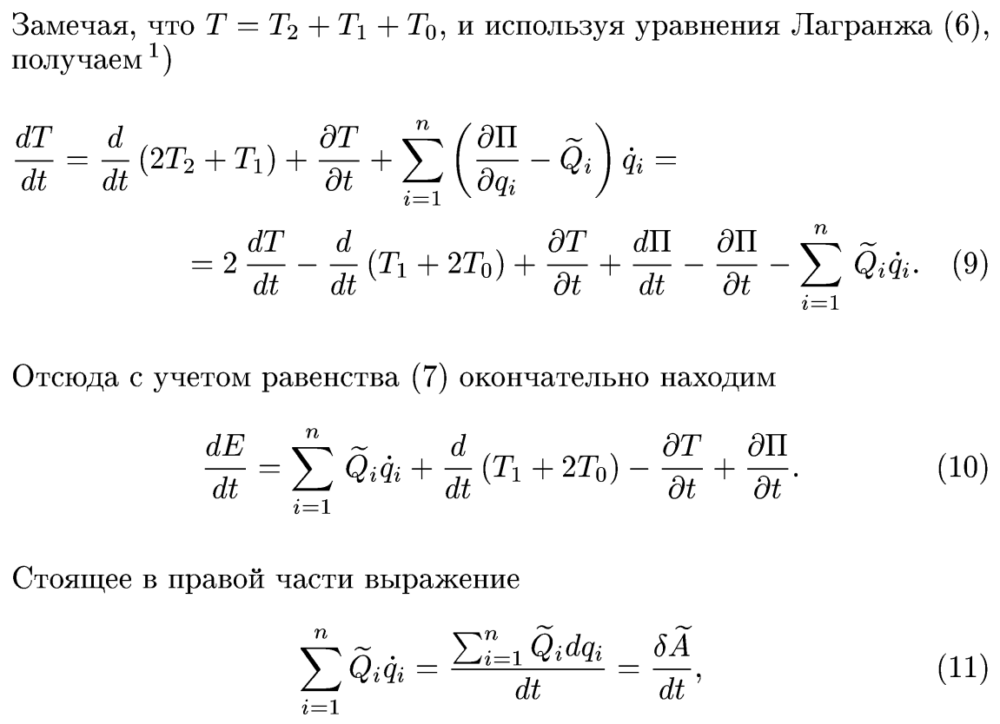 Замечая, что $T = T_2 + T_1 + T_0$, и используя уравнения Лагранжа (6),
получаем $^1$)
$\frac{dT}{dt} = \frac{d}{dt}\,(2T_2 + T_1) + \frac{\partial T}{\partial t} + \sum_{i=1}^{n} \left( \frac{\partial \Pi}{\partial q_i} - \widetilde{Q}_i \right) \dot{q}_i =$
$= 2\,\frac{dT}{dt} - \frac{d}{dt}\,(T_1 + 2T_0) + \frac{\partial T}{\partial t} + \frac{d\Pi}{dt} - \frac{\partial \Pi}{\partial t} - \sum_{i=1}^{n} \widetilde{Q}_i \dot{q}_i.$ (9)
Отсюда с учетом равенства (7) окончательно находим
$\frac{dE}{dt} = \sum_{i=1}^{n} \widetilde{Q}_i \dot{q}_i + \frac{d}{dt}\,(T_1 + 2T_0) - \frac{\partial T}{\partial t} + \frac{\partial \Pi}{\partial t}.$ (10)
Стоящее в правой части выражение
$\sum_{i=1}^{n} \widetilde{Q}_i \dot{q}_i = \frac{\sum_{i=1}^{n} \widetilde{Q}_i dq_i}{dt} = \frac{\delta \widetilde{A}}{dt},$ (11)